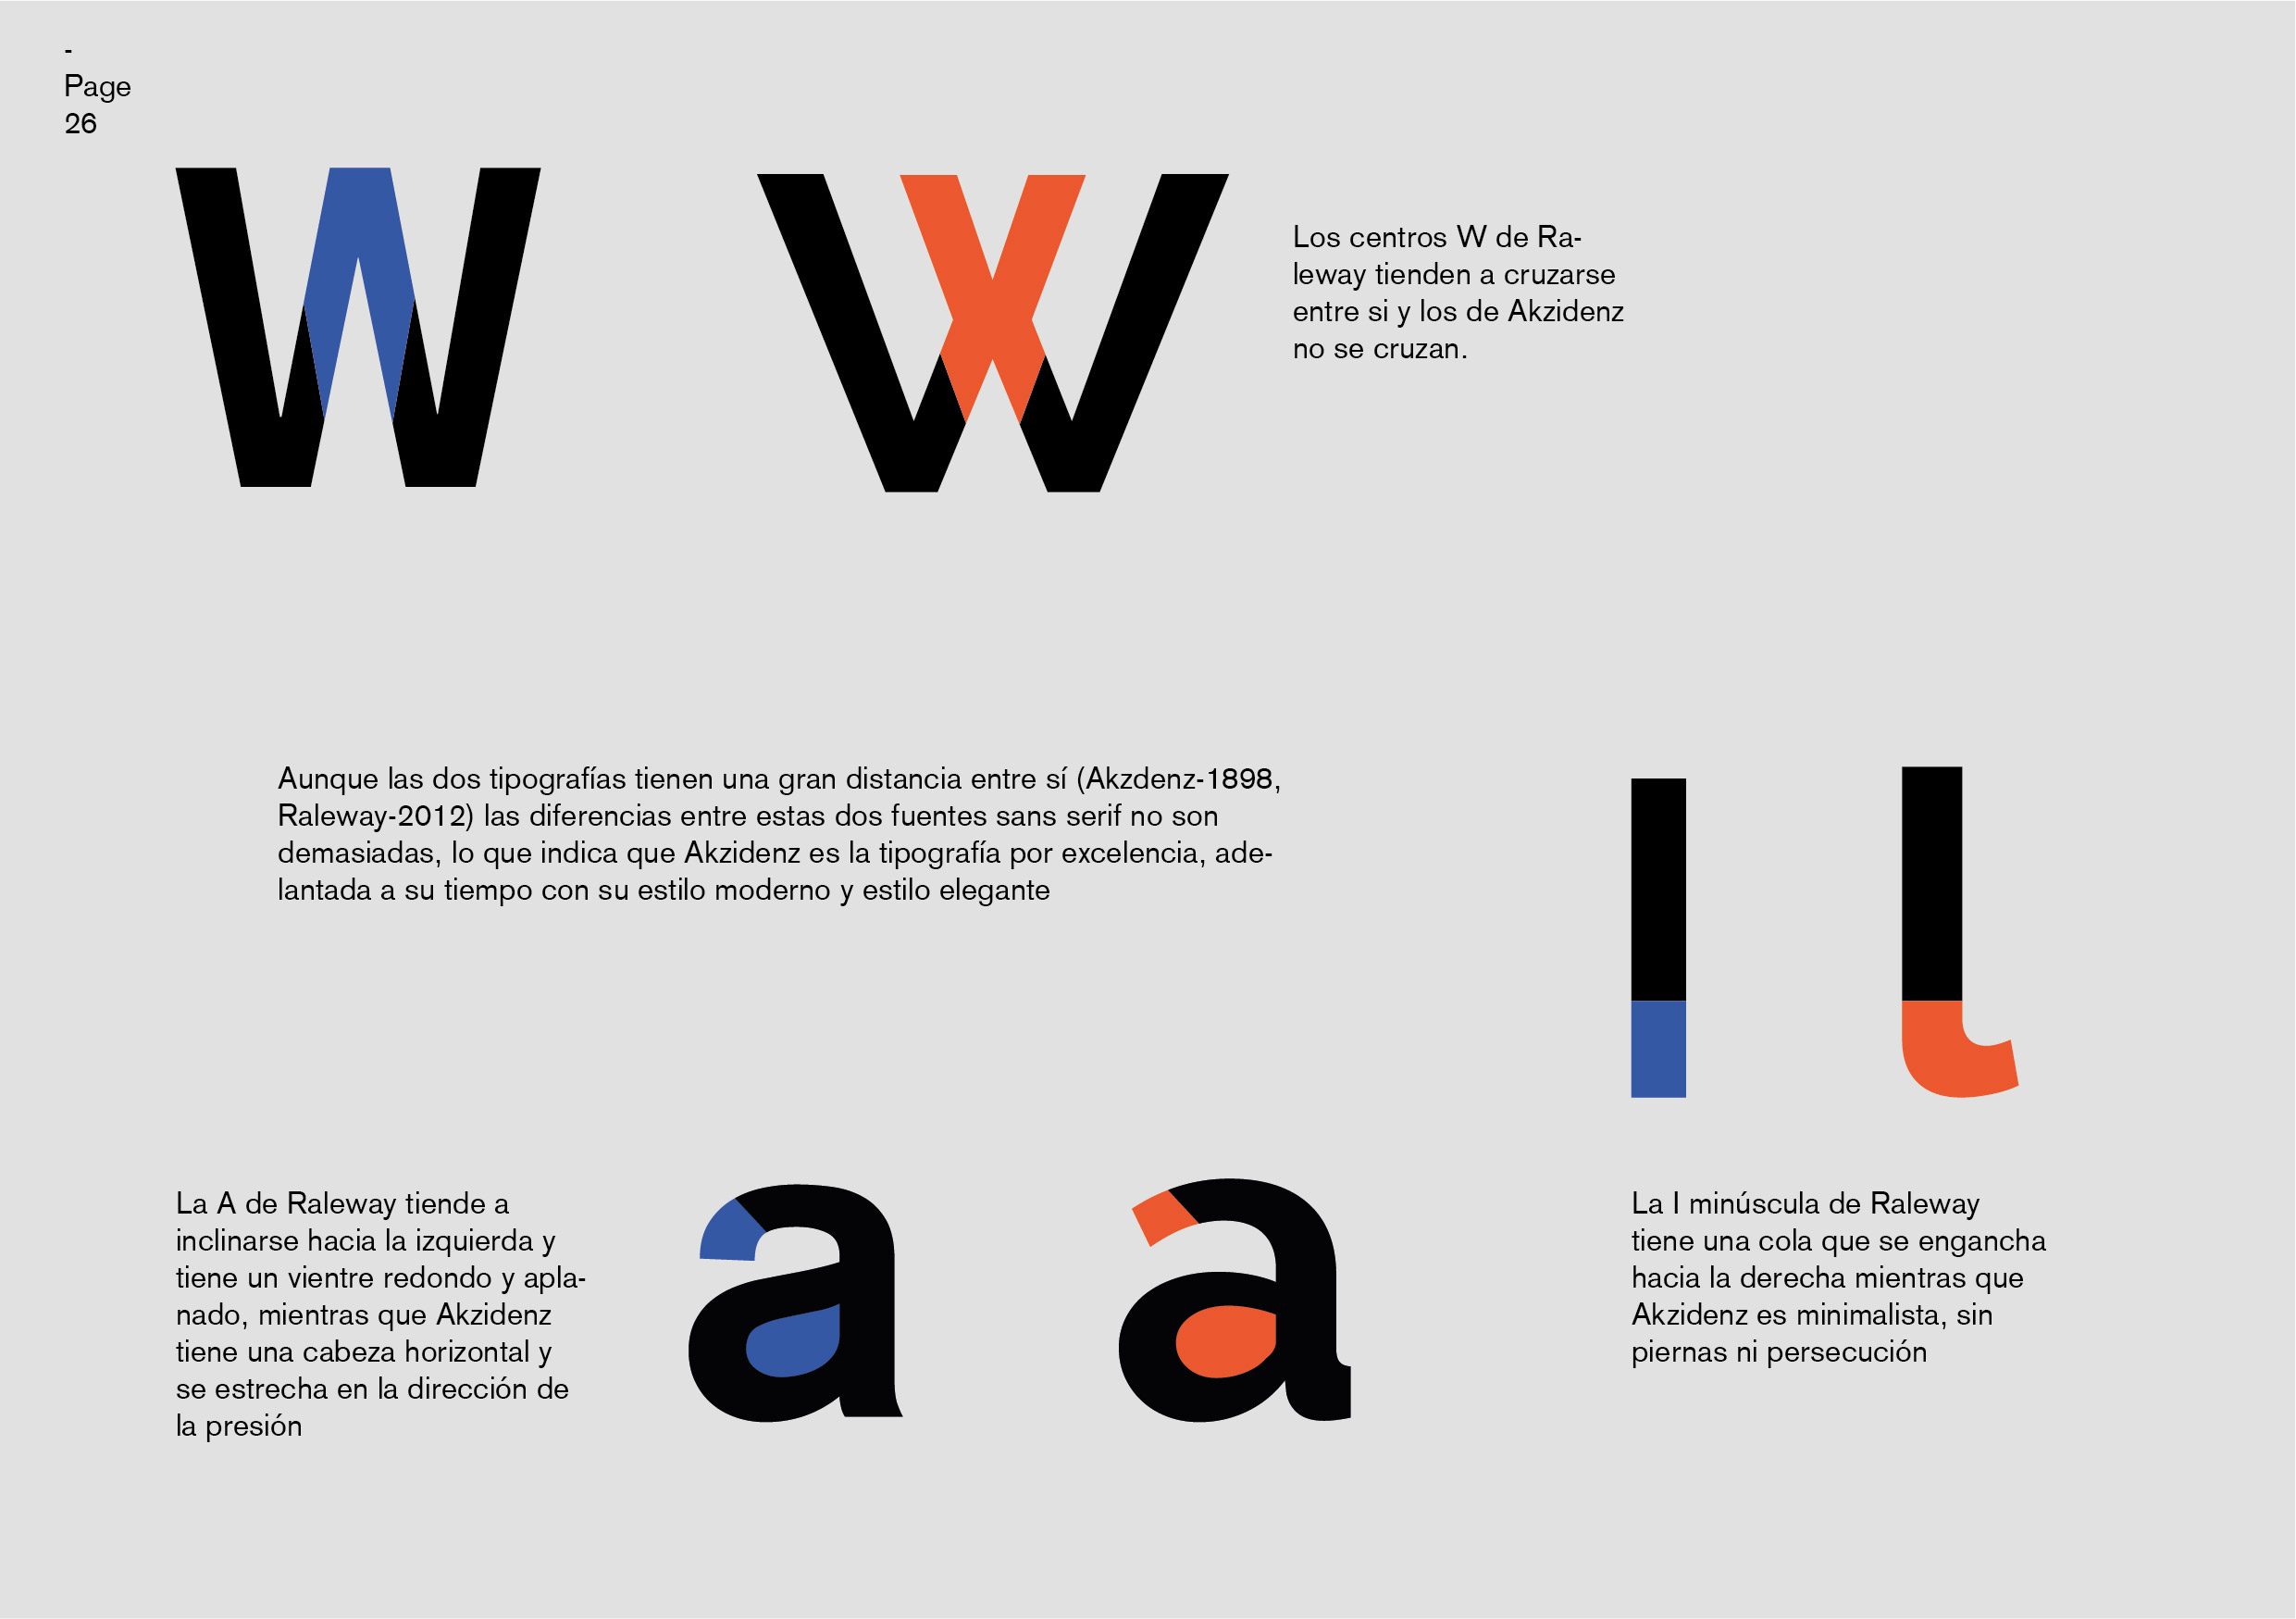 -
Page
26
W W
Los centros W de Ra-
leway tienden a cruzarse
entre si y los de Akzidenz
no se cruzan.
Aunque las dos tipografías tienen una gran distancia entre sí (Akzdenz-1898,
Raleway-2012) las diferencias entre estas dos fuentes sans serif no son
demasiadas, lo que indica que Akzidenz es la tipografía por excelencia, ade-
lantada a su tiempo con su estilo moderno y estilo elegante
l l
La A de Raleway tiende a
inclinarse hacia la izquierda y
tiene un vientre redondo y apla-
nado, mientras que Akzidenz
tiene una cabeza horizontal y
se estrecha en la dirección de
la presión
a a
La l minúscula de Raleway
tiene una cola que se engancha
hacia la derecha mientras que
Akzidenz es minimalista, sin
piernas ni persecución